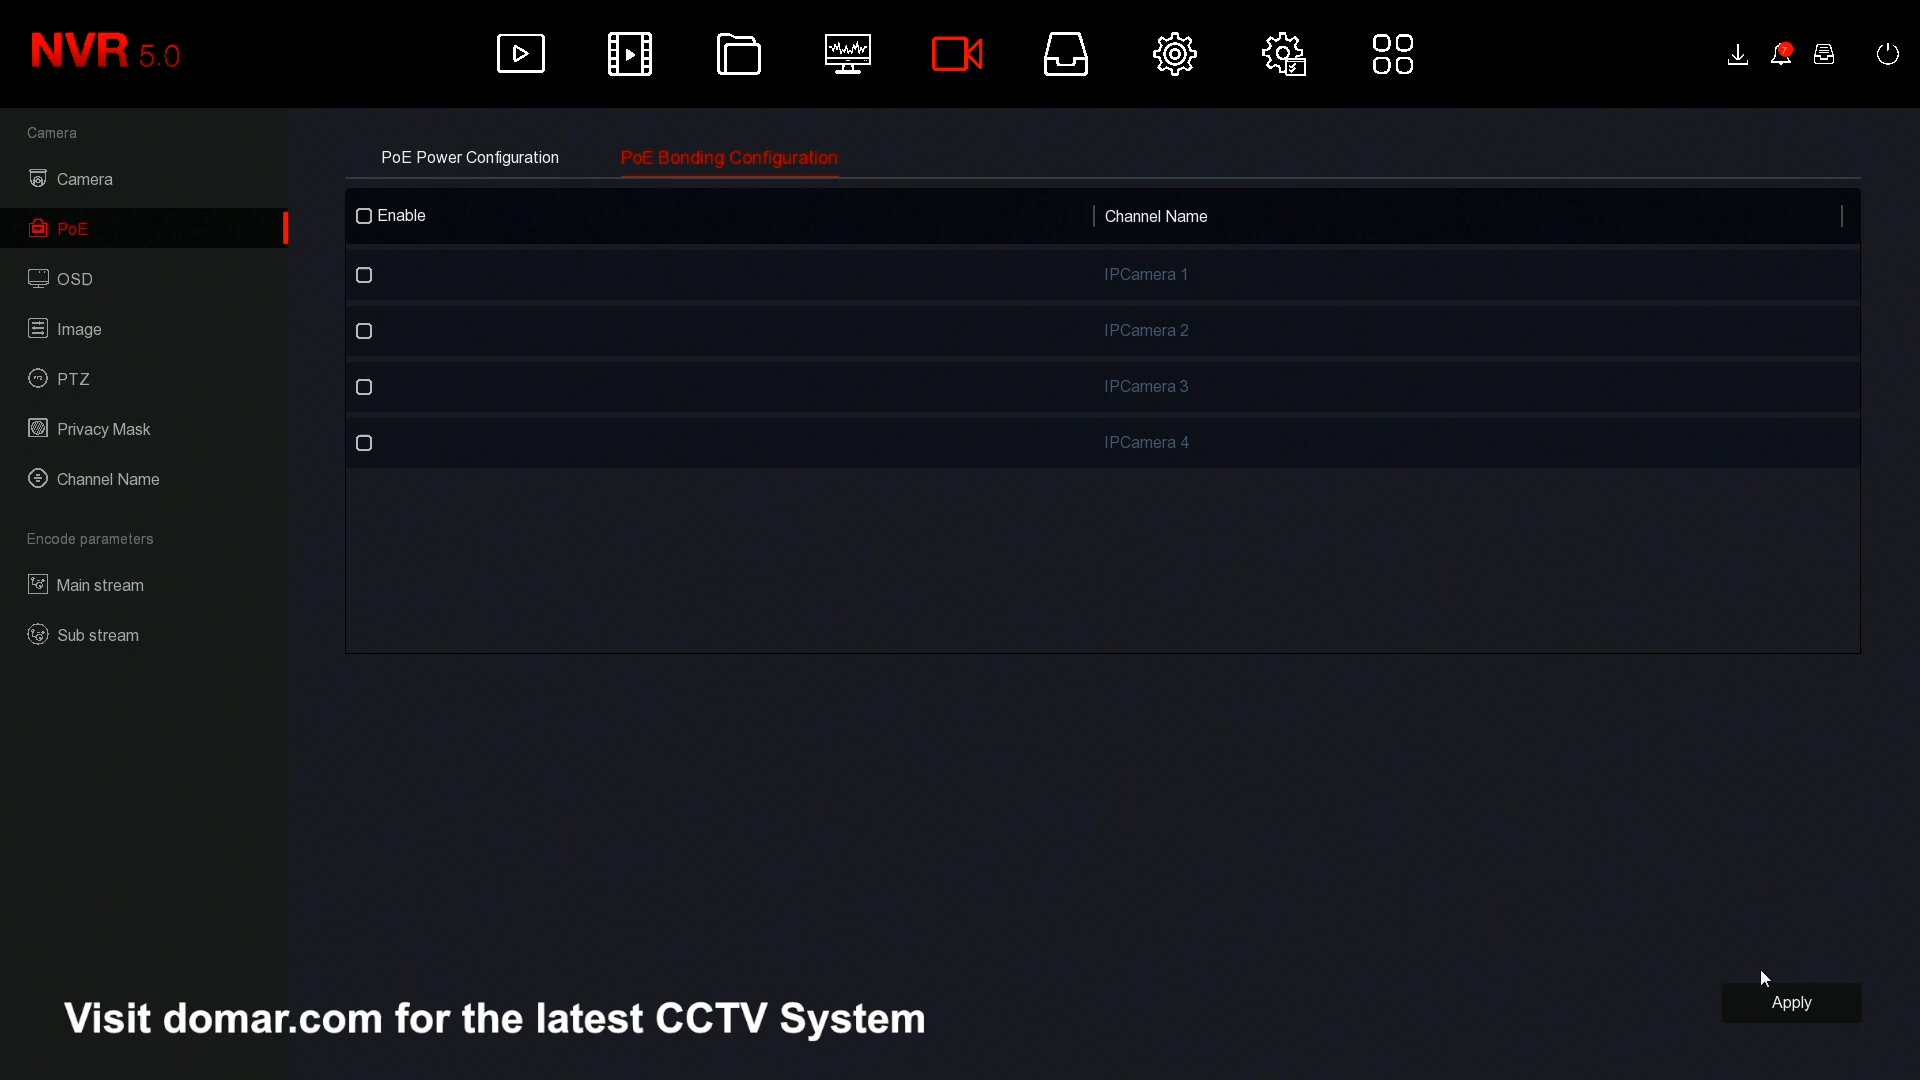 NVR 5.0
7
Camera
Camera
PoE
OSD
Image
PTZ
Privacy Mask
Channel Name
Encode parameters
Main stream
Sub stream
PoE Power Configuration PoE Bonding Configuration
Enable Channel Name
IPCamera 1
IPCamera 2
IPCamera 3
IPCamera 4
Apply
Visit domar.com for the latest CCTV System